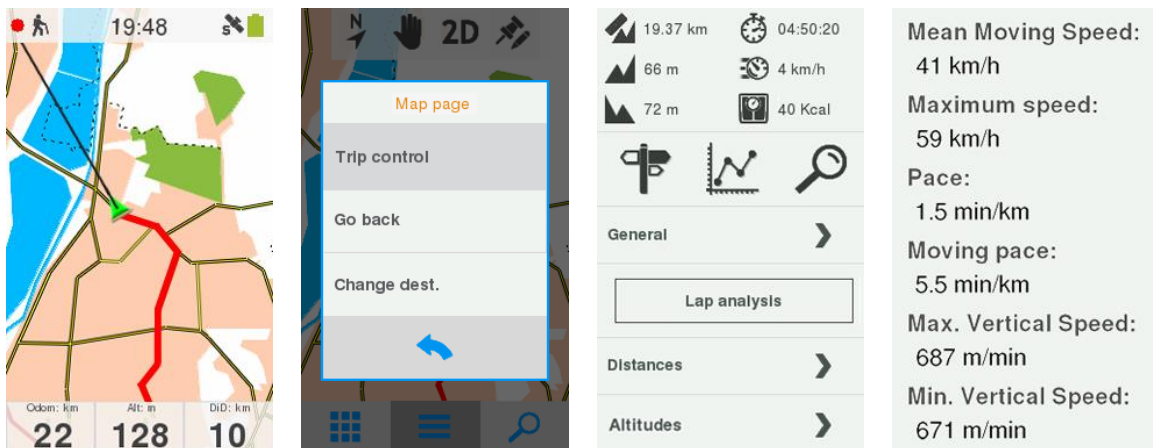 19:48
S
Odom: km
Alt: m
DiD: km
22
128
10
N
2D
Map page
Trip control
Go back
Change dest.
19.37 km
04:50:20
66 m
4 km/h
72 m
40 Kcal
General
Lap analysis
Distances
Altitudes
Mean Moving Speed:
41 km/h
Maximum speed:
59 km/h
Pace:
1.5 min/km
Moving pace:
5.5 min/km
Max. Vertical Speed:
687 m/min
Min. Vertical Speed:
671 m/min